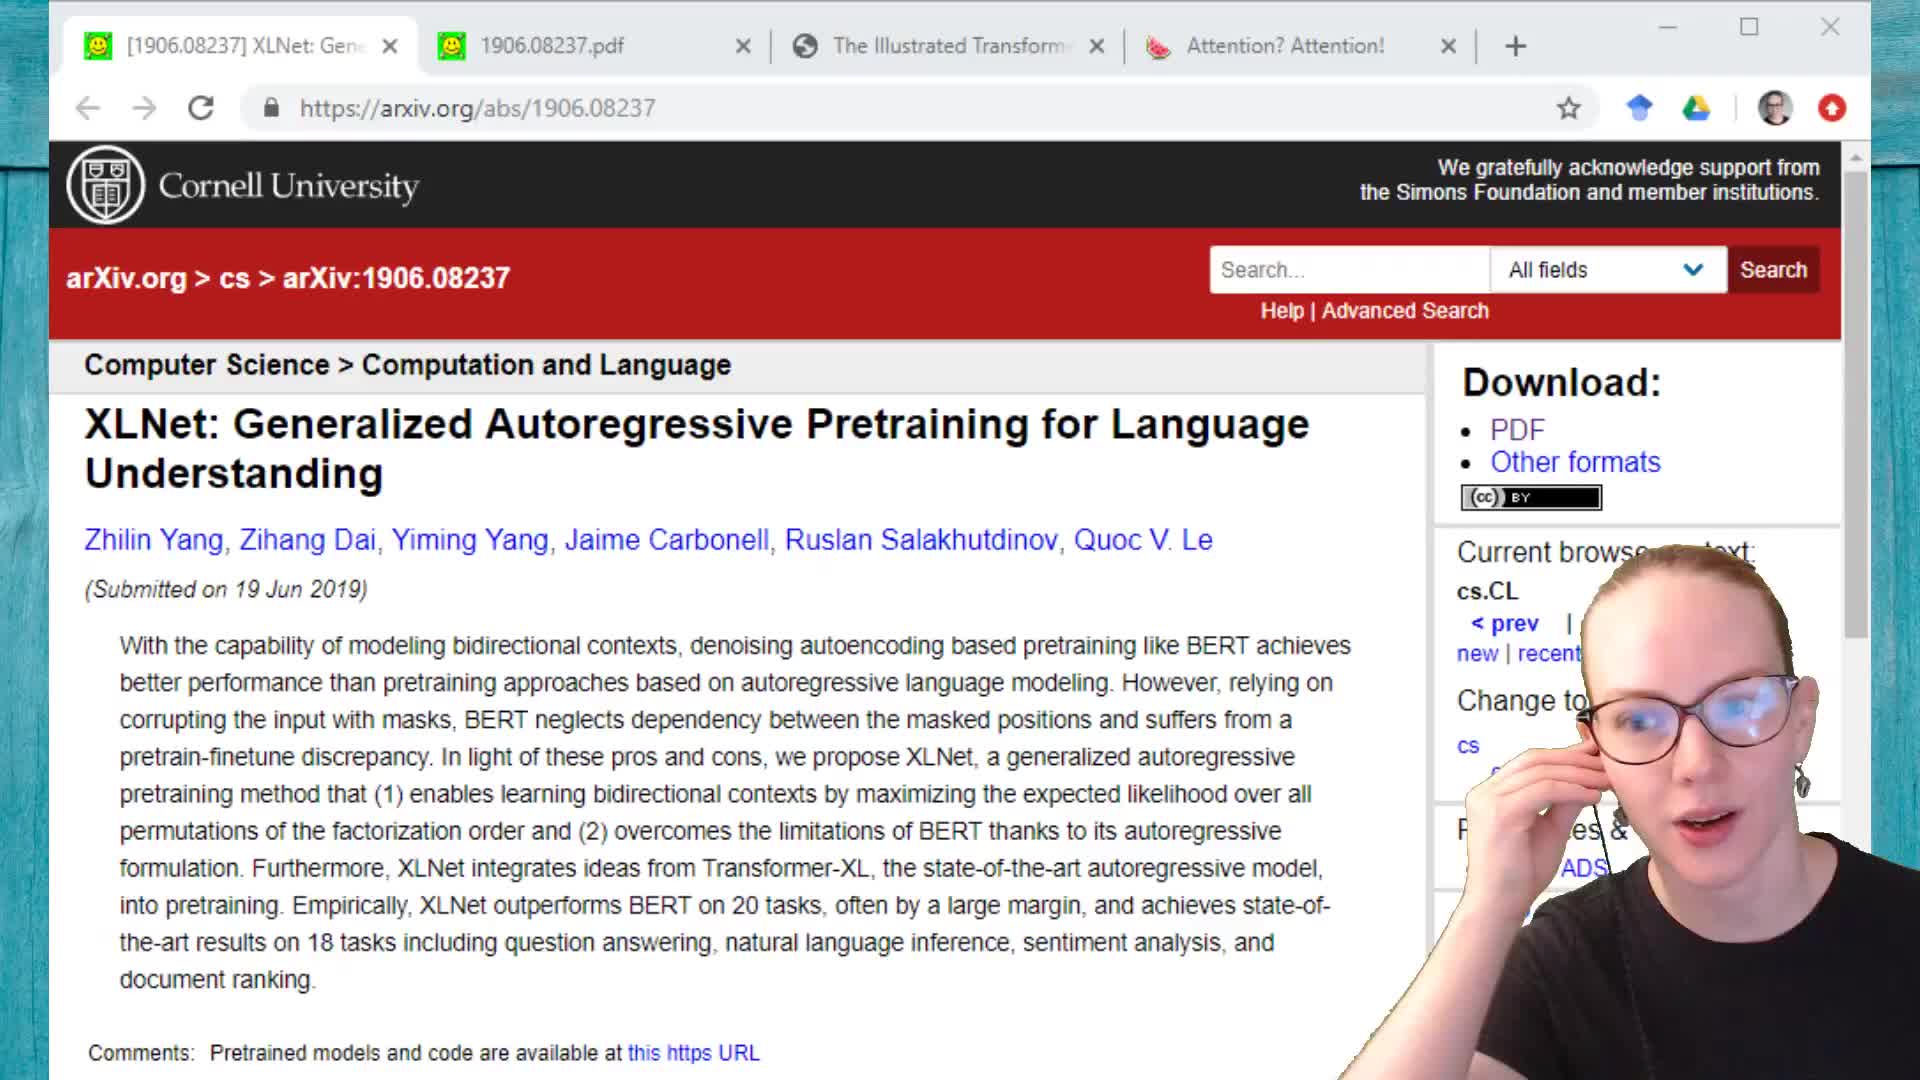 [1906.08237] XLNet: Gene
1906.08237.pdf
The Illustrated Transform
Attention? Attention!
https://arxiv.org/abs/1906.08237
Cornell University
We gratefully acknowledge support from
the Simons Foundation and member institutions.
arXiv.org > cs > arXiv:1906.08237
Search...
All fields
Search
Help | Advanced Search
Computer Science > Computation and Language
XLNet: Generalized Autoregressive Pretraining for Language
Understanding
Zhilin Yang, Zihang Dai, Yiming Yang, Jaime Carbonell, Ruslan Salakhutdinov, Quoc V. Le
(Submitted on 19 Jun 2019)
With the capability of modeling bidirectional contexts, denoising autoencoding based pretraining like BERT achieves
better performance than pretraining approaches based on autoregressive language modeling. However, relying on
corrupting the input with masks, BERT neglects dependency between the masked positions and suffers from a
pretrain-finetune discrepancy. In light of these pros and cons, we propose XLNet, a generalized autoregressive
pretraining method that (1) enables learning bidirectional contexts by maximizing the expected likelihood over all
permutations of the factorization order and (2) overcomes the limitations of BERT thanks to its autoregressive
formulation. Furthermore, XLNet integrates ideas from Transformer-XL, the state-of-the-art autoregressive model,
into pretraining. Empirically, XLNet outperforms BERT on 20 tasks, often by a large margin, and achieves state-of-
the-art results on 18 tasks including question answering, natural language inference, sentiment analysis, and
document ranking.
Comments: Pretrained models and code are available at this https URL
Download:
PDF
Other formats
(cc) BY
Current browse
cs.CL
< prev |
new | recent
Change to
cs
&
ADS